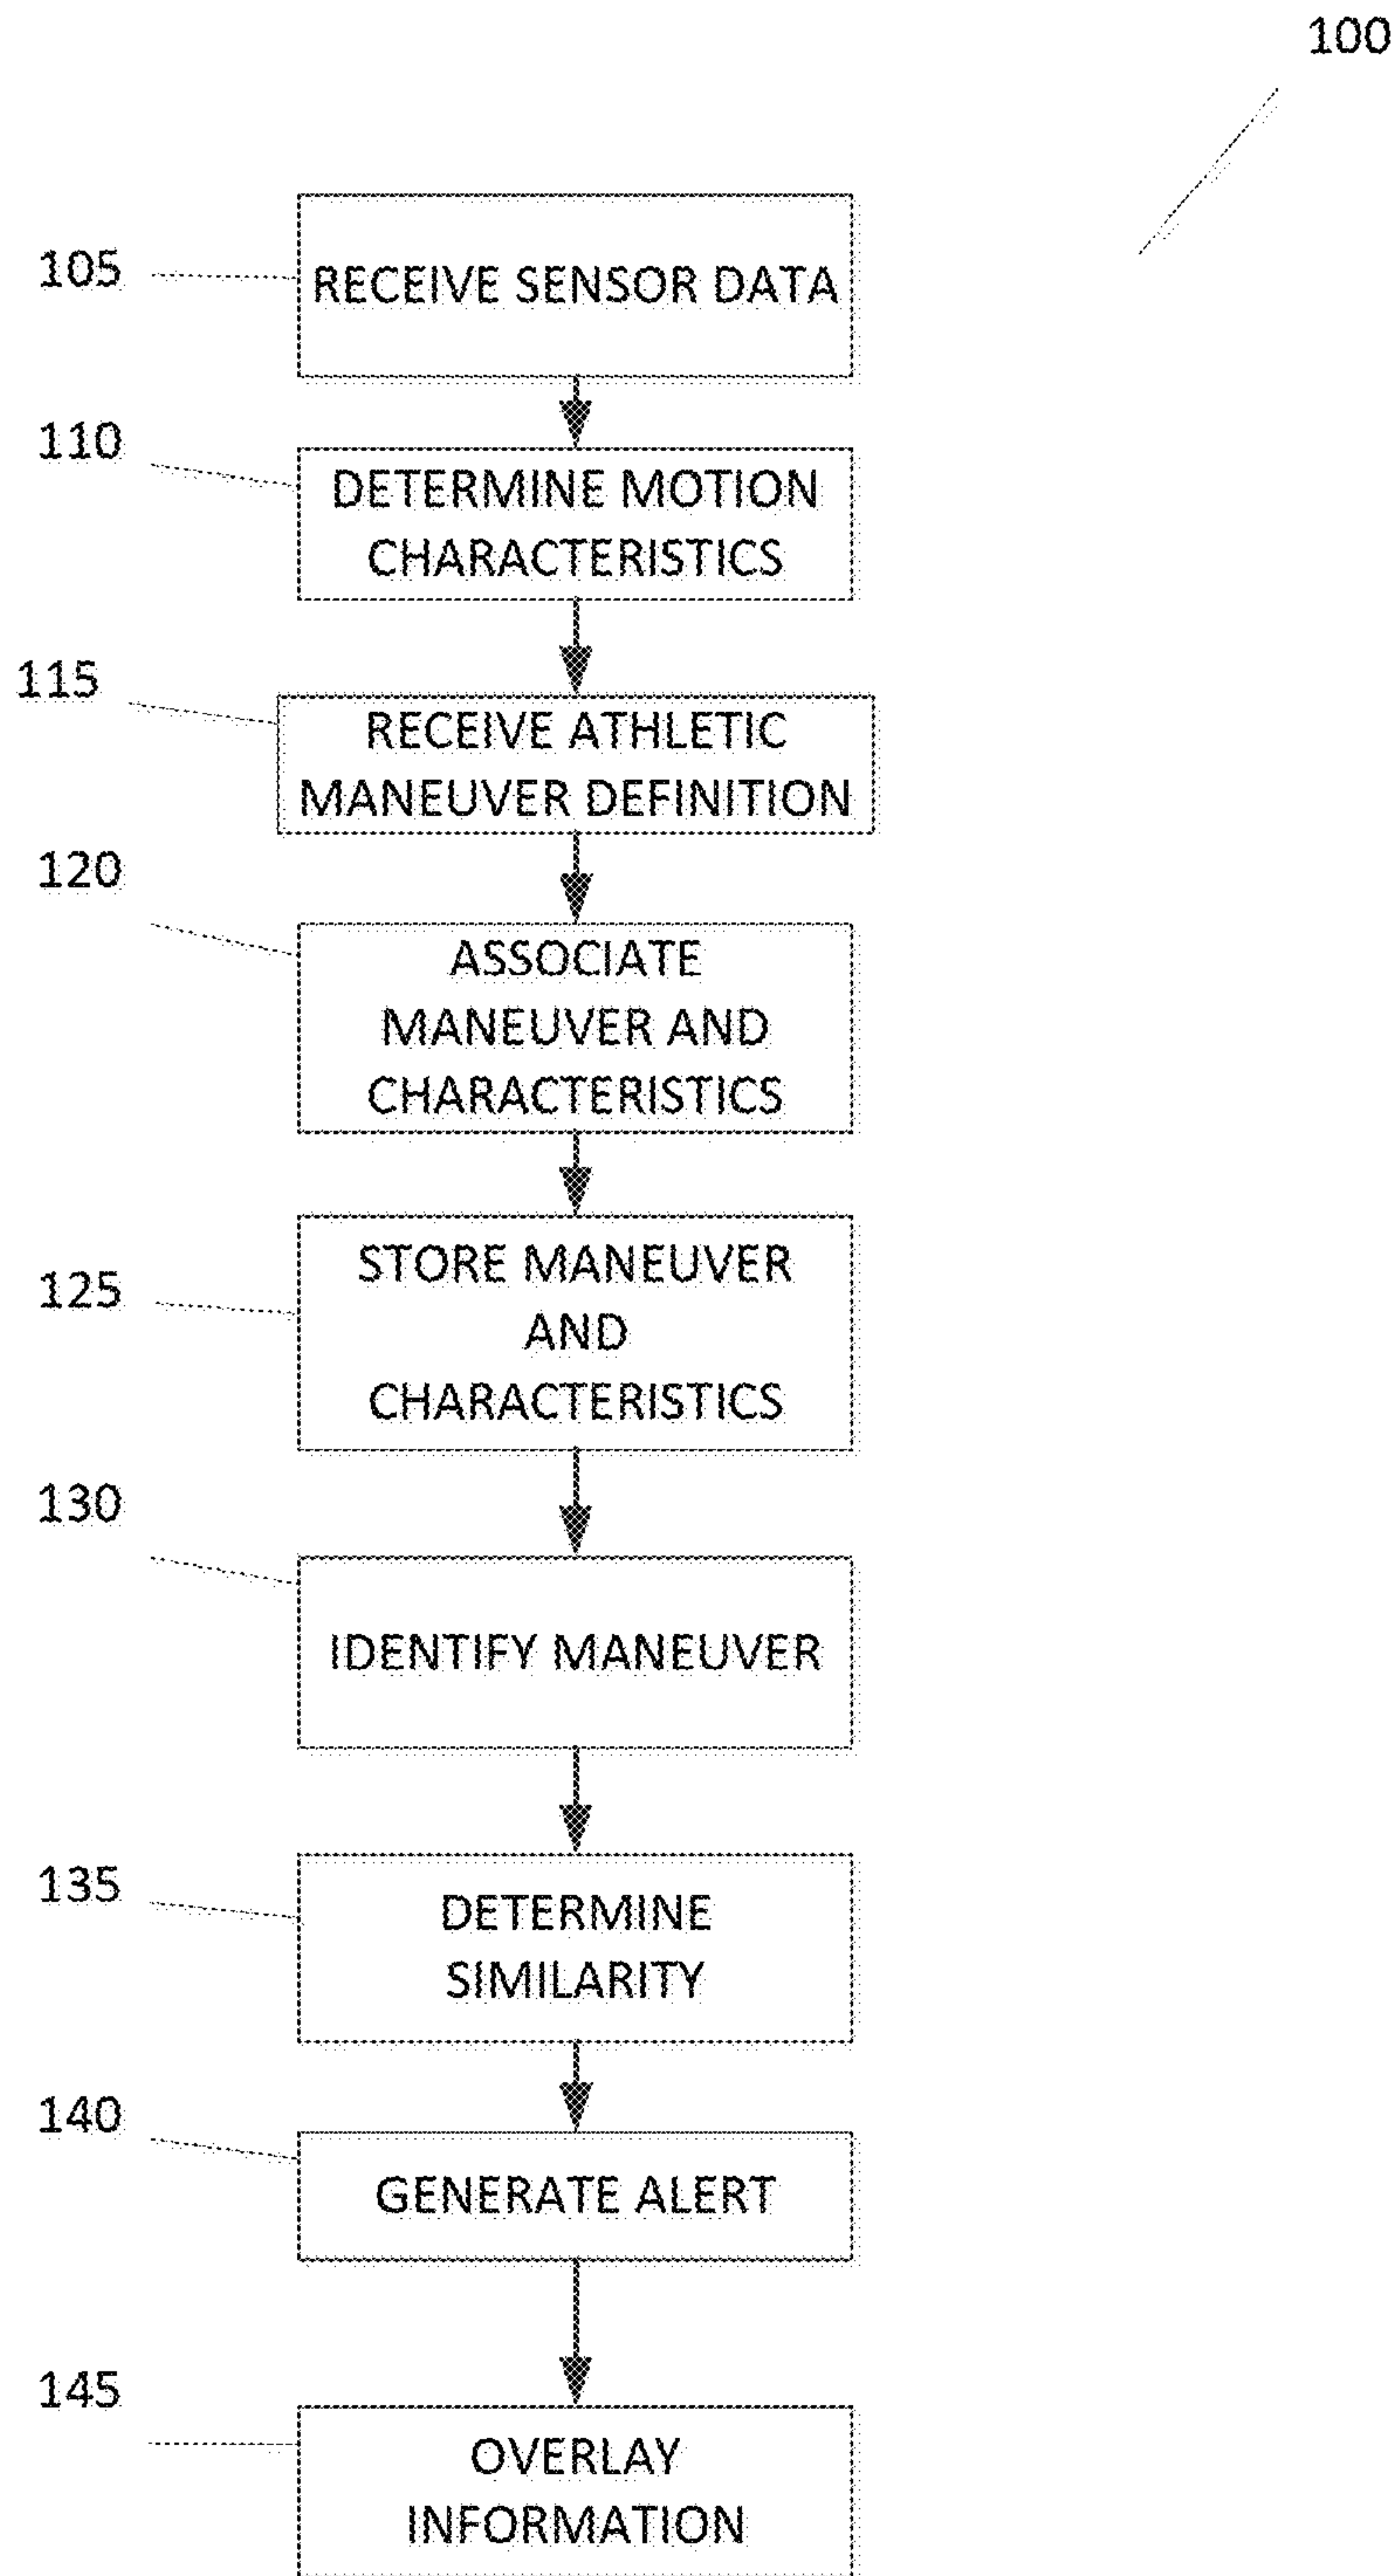 100
105
RECEIVE SENSOR DATA
110
DETERMINE MOTION
CHARACTERISTICS
115
RECEIVE ATHLETIC
MANEUVER DEFINITION
120
ASSOCIATE
MANEUVER AND
CHARACTERISTICS
125
STORE MANEUVER
AND
CHARACTERISTICS
130
IDENTIFY MANEUVER
135
DETERMINE
SIMILARITY
140
GENERATE ALERT
145
OVERLAY
INFORMATION